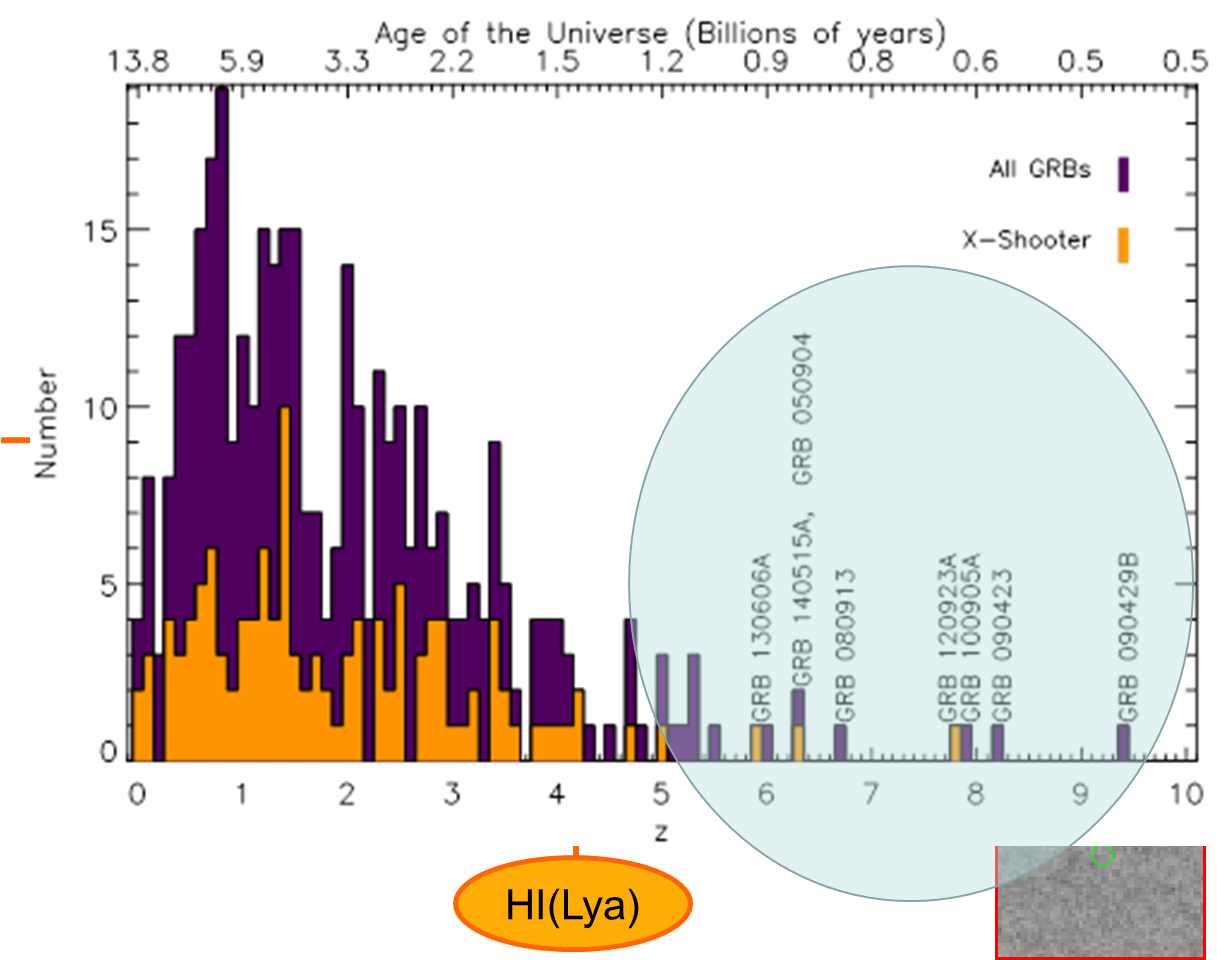 Age of the Universe (Billions of years)
13.8 5.9 3.3 2.2 1.5 1.2 0.9 0.8 0.6 0.5 0.5
All GRBs
X-Shooter
Number
15
10
5
0
GRB 130606A
GRB 140515A, GRB 050904
GRB 080913
GRB 120923A
GRB 100905A
GRB 090423
GRB 090429B
0 1 2 3 4 5 6 7 8 9 10
z
HI(Lya)